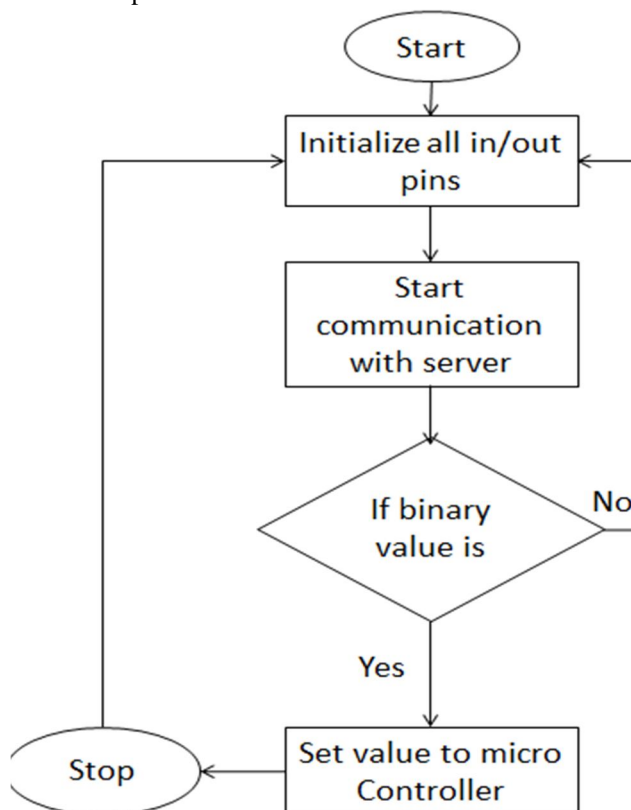 Start
Initialize all in/out
pins
Start
communication
with server
If binary
value is
No
Yes
Set value to micro
Controller
Stop